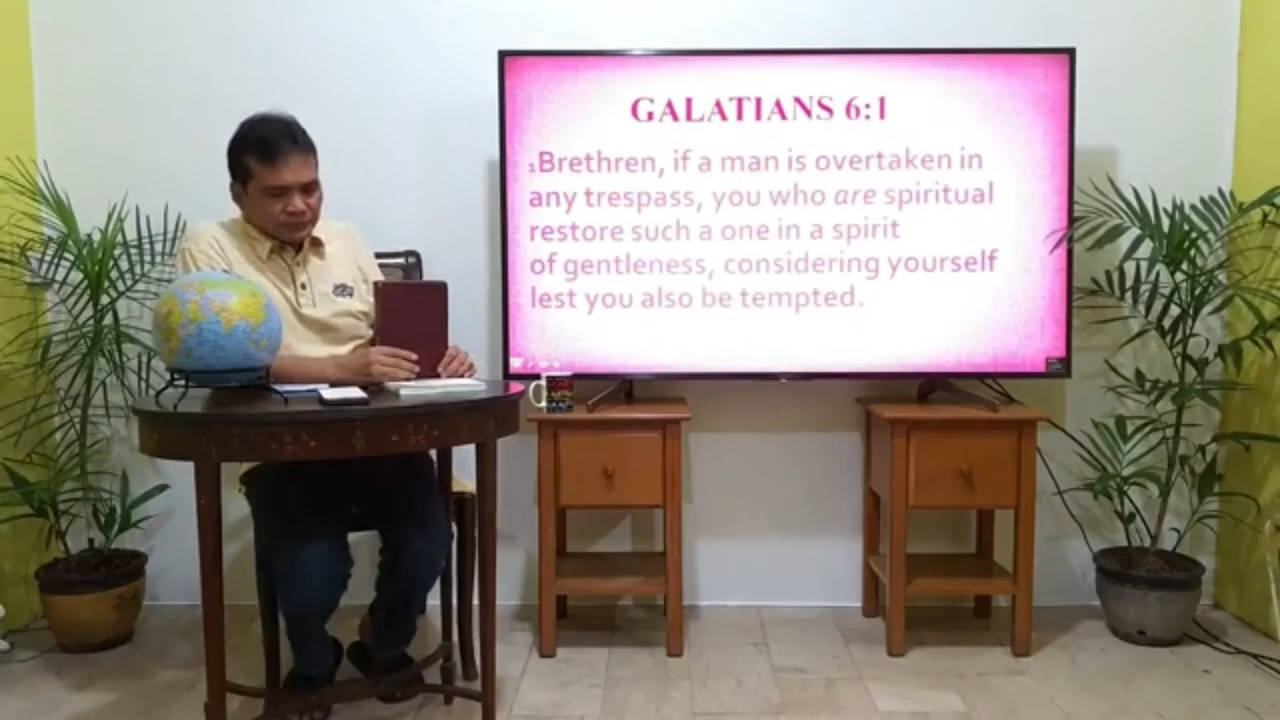 GALATIANS 6:1
1Brethren, if a man is overtaken in
any trespass, you who are spiritual
restore such a one in a spirit
of gentleness, considering yourself
lest you also be tempted.